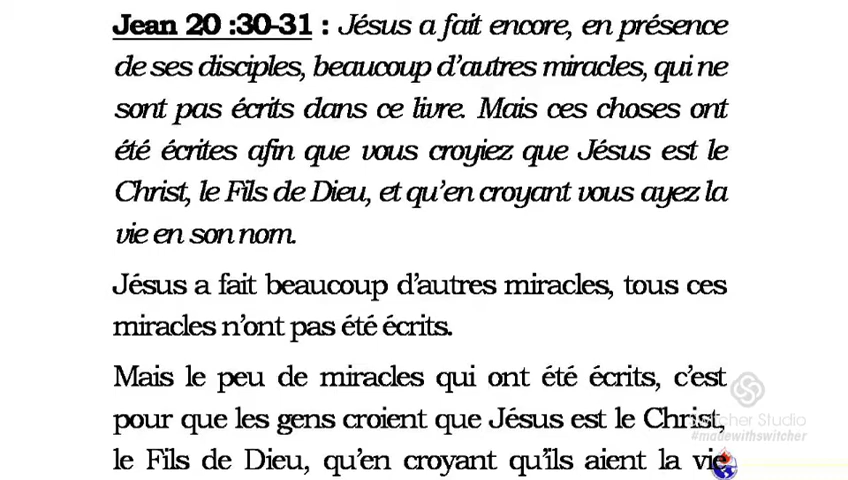 Jean 20 :30-31 : Jésus a fait encore, en présence
de ses disciples, beaucoup d'autres miracles, qui ne
sont pas écrits dans ce livre. Mais ces choses ont
été écrites afin que vous croyiez que Jésus est le
Christ, le Fils de Dieu, et qu'en croyant vous ayez la
vie en son nom.
Jésus a fait beaucoup d'autres miracles, tous ces
miracles n'ont pas été écrits.
Mais le peu de miracles qui ont été écrits, c'est
pour que les gens croient que Jésus est le Christ,
le Fils de Dieu, qu'en croyant qu'ils aient la vie
Switcher Studio
#madewithswitcher